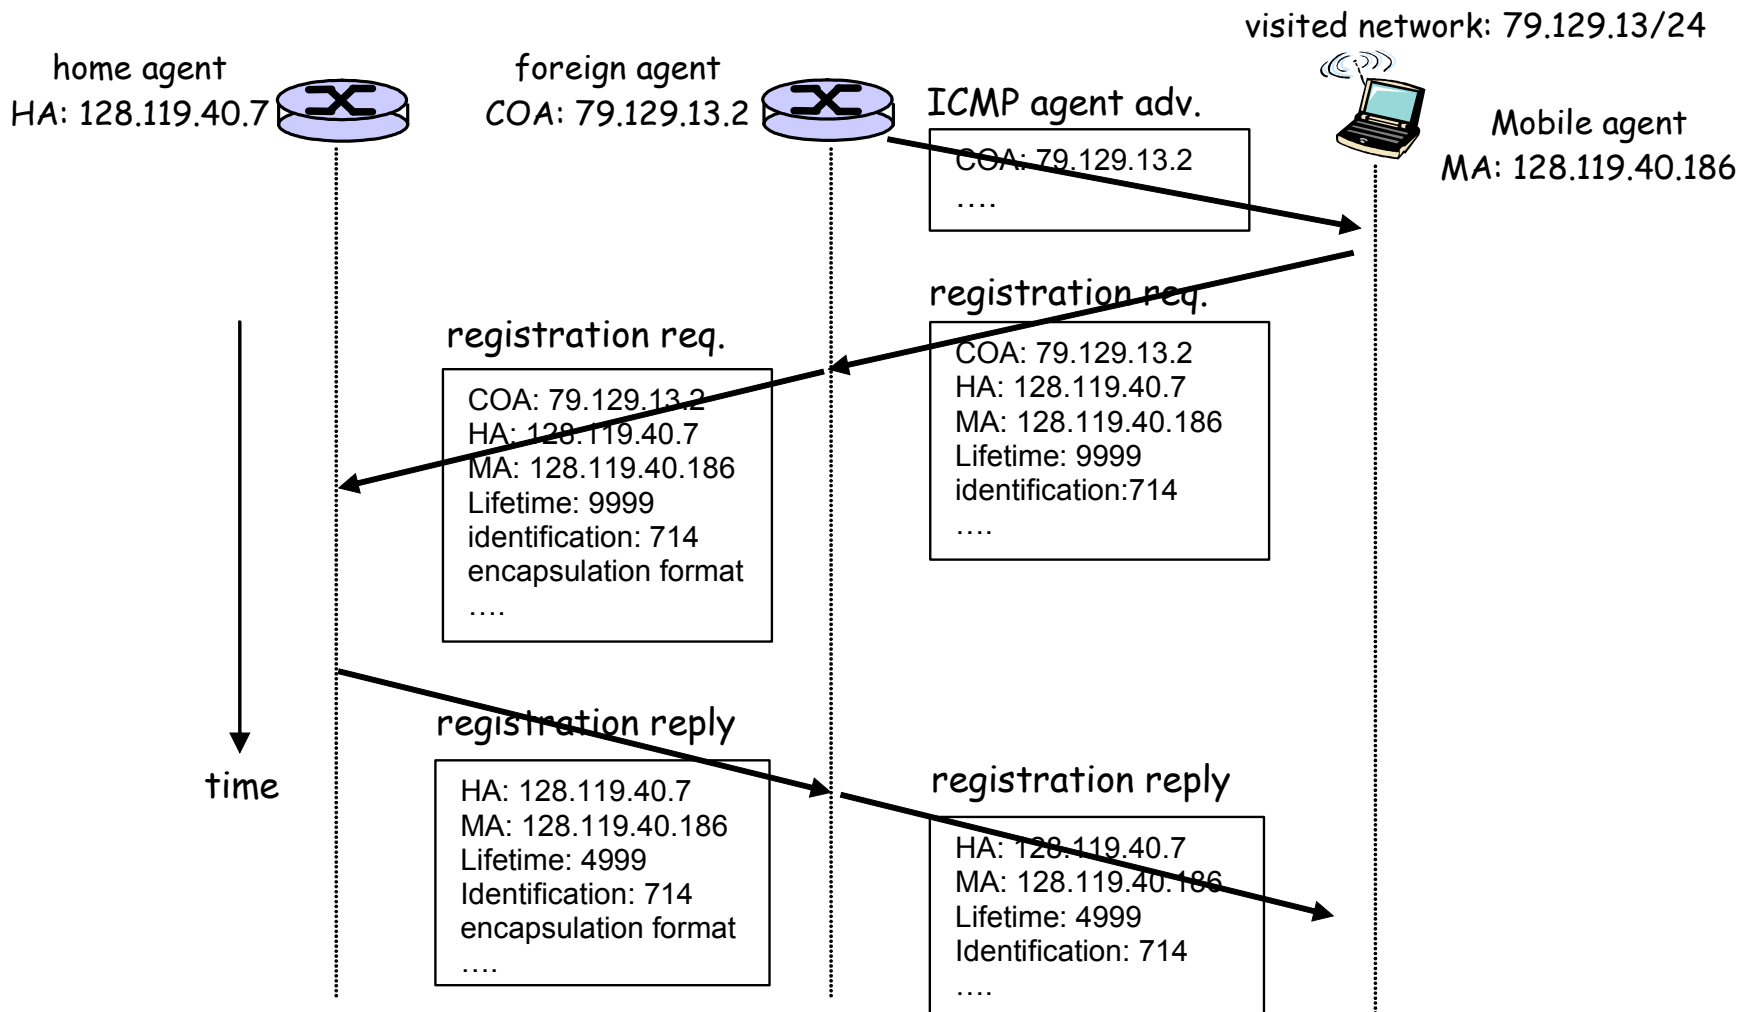 visited network: 79.129.13/24
home agent
HA: 128.119.40.7
foreign agent
COA: 79.129.13.2
ICMP agent adv.
COA: 79.129.13.2
….
Mobile agent
MA: 128.119.40.186
registration req.
COA: 79.129.13.2
HA: 128.119.40.7
MA: 128.119.40.186
Lifetime: 9999
identification:714
….
registration req.
COA: 79.129.13.2
HA: 128.119.40.7
MA: 128.119.40.186
Lifetime: 9999
identification: 714
encapsulation format
….
time
registration reply
HA: 128.119.40.7
MA: 128.119.40.186
Lifetime: 4999
Identification: 714
encapsulation format
….
registration reply
HA: 128.119.40.7
MA: 128.119.40.186
Lifetime: 4999
Identification: 714
….